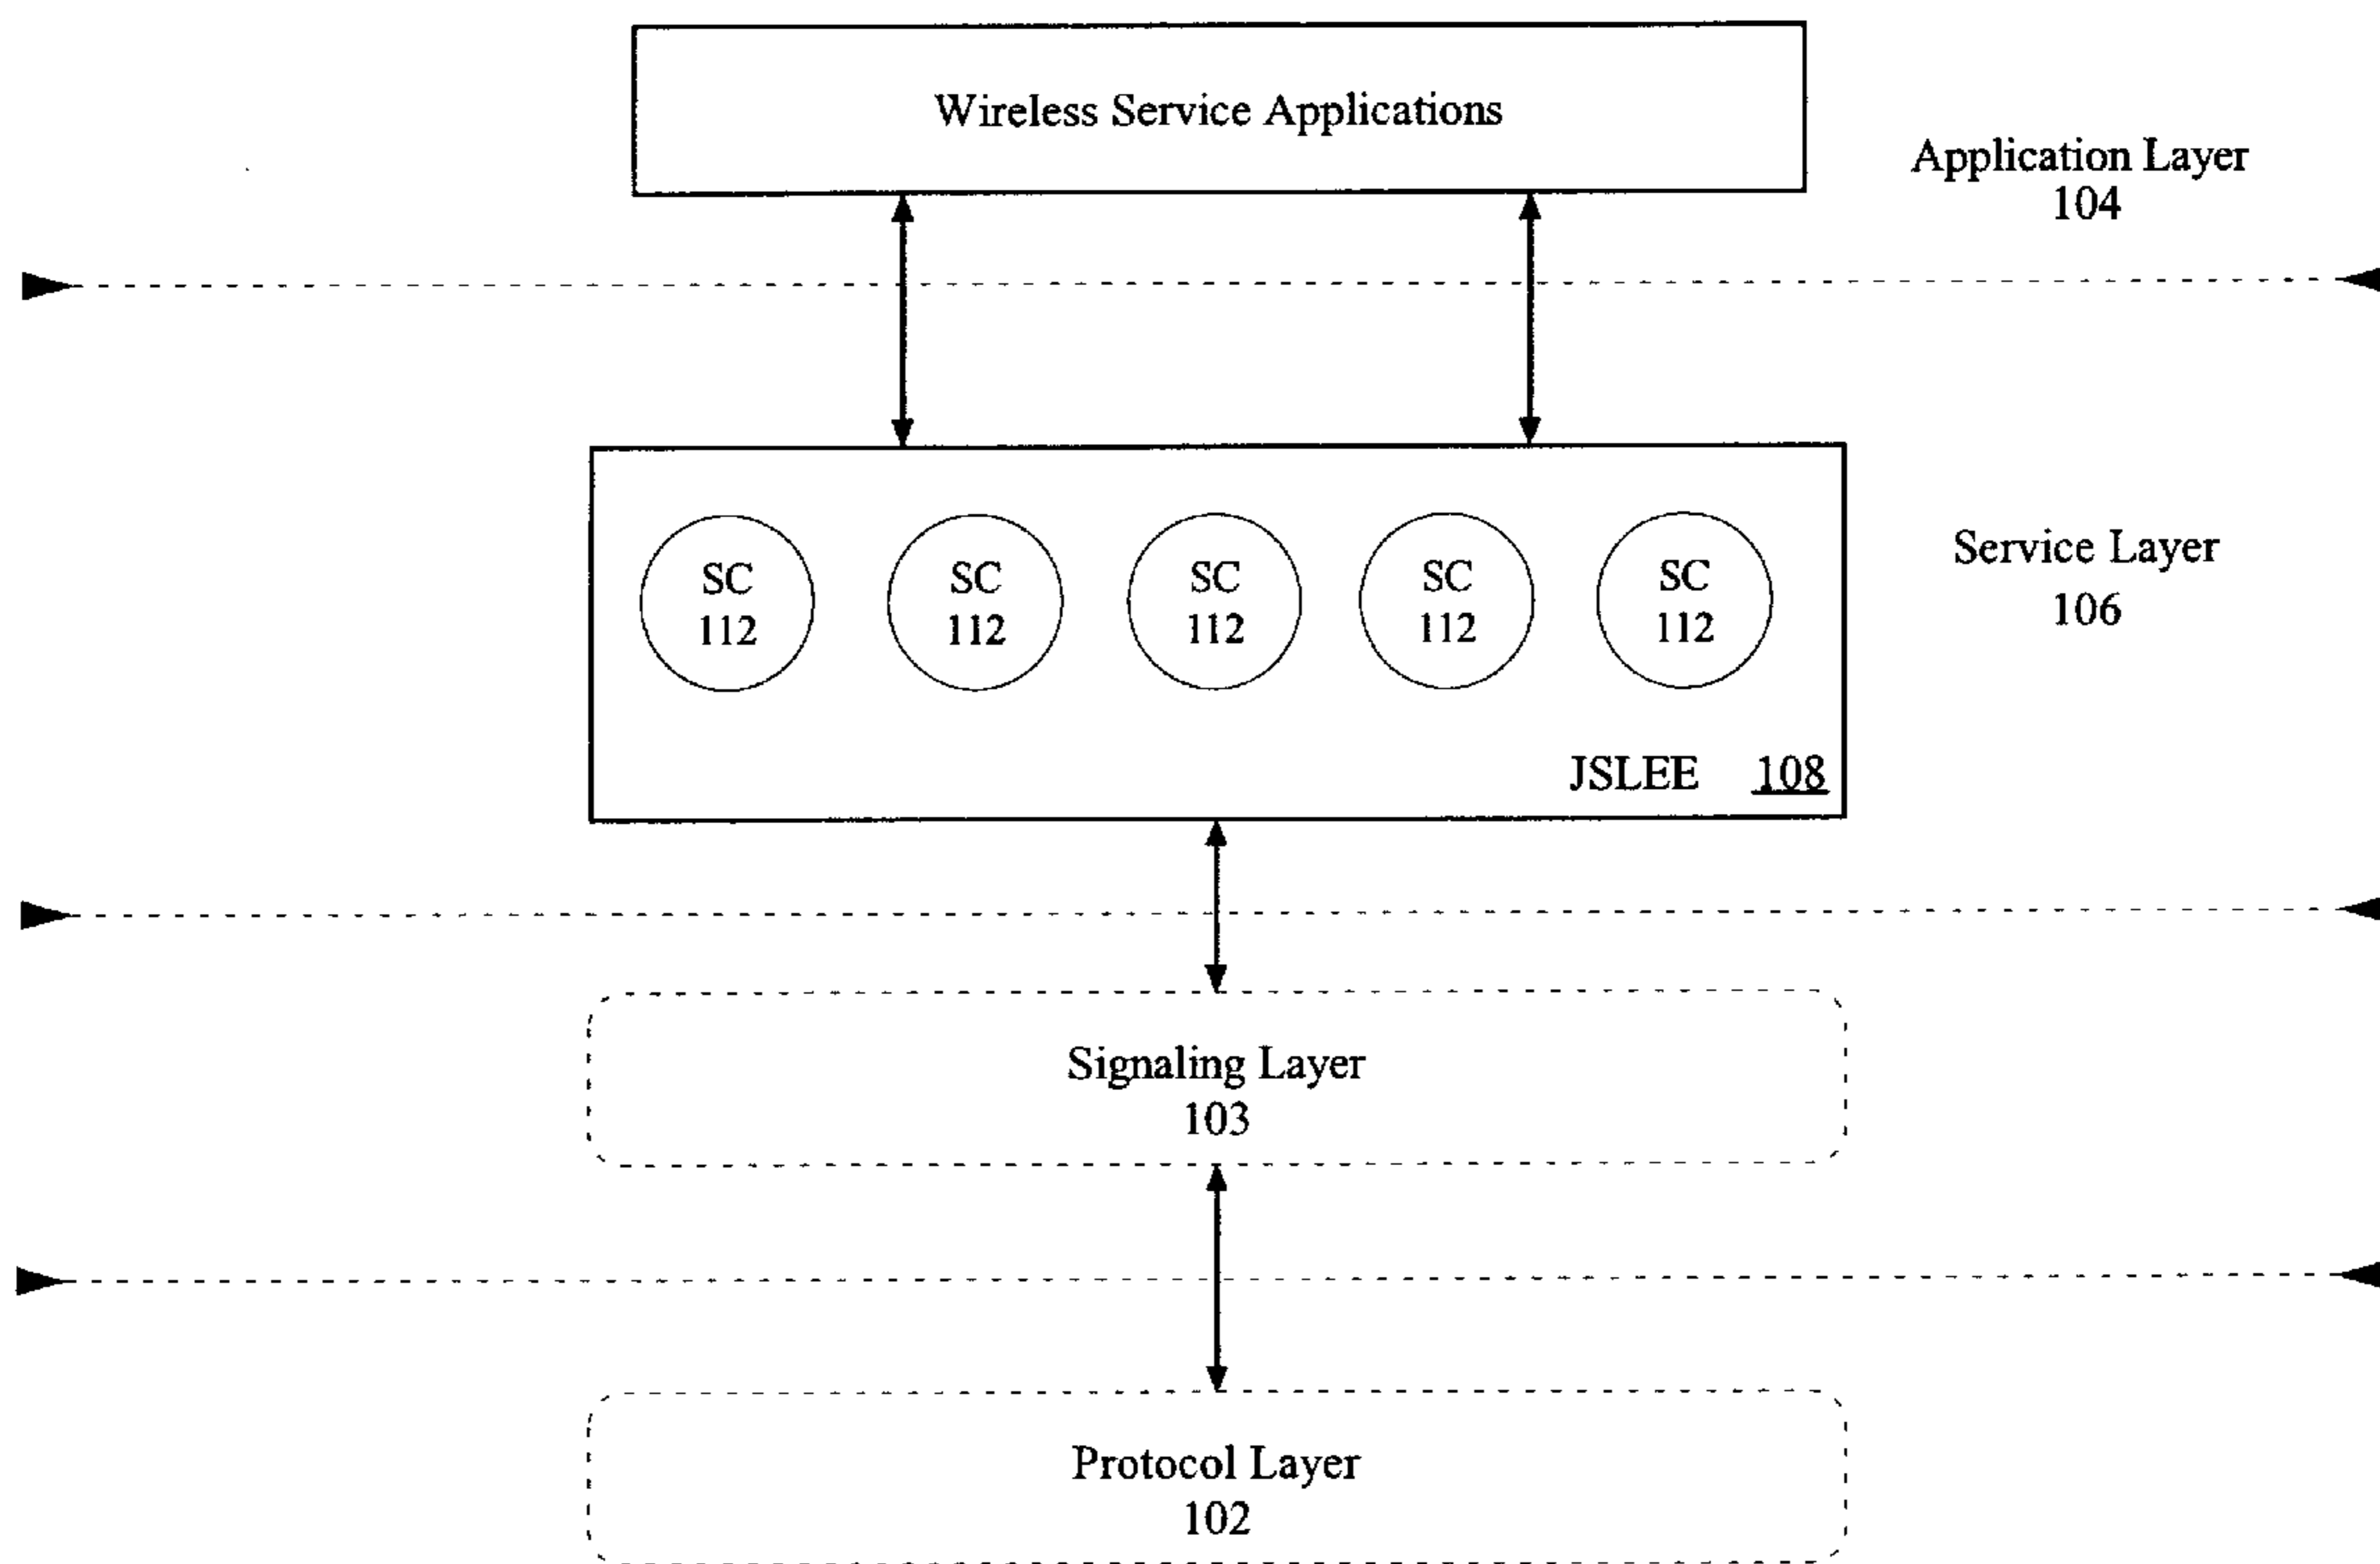 Wireless Service Applications
Application Layer
104
SC
112
SC
112
SC
112
SC
112
SC
112
Service Layer
106
JSLEE 108
Signaling Layer
103
Protocol Layer
102